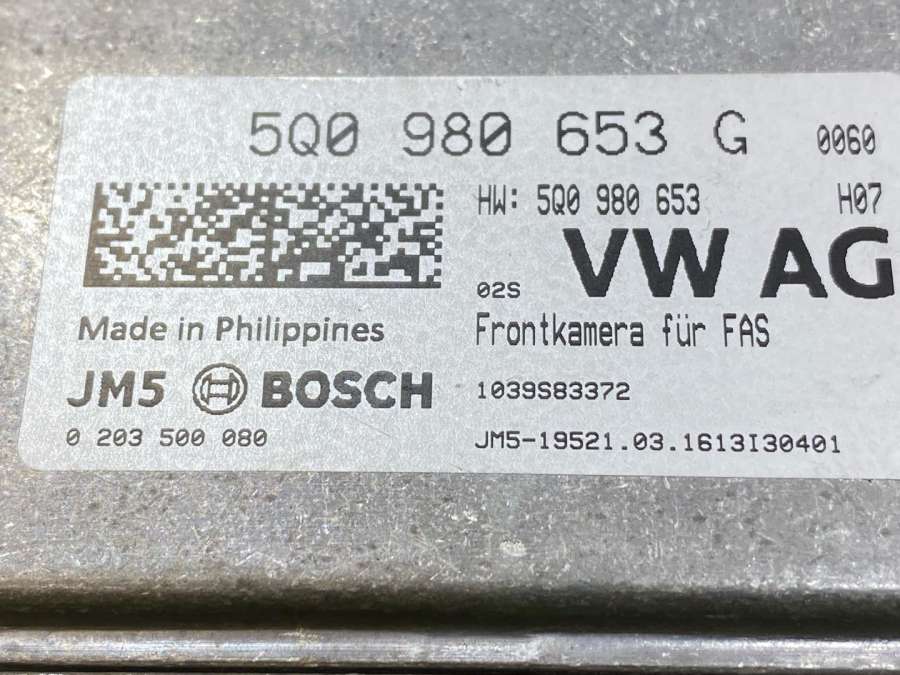 5Q0 980 653 G 0060
HW: 5Q0 980 653 H07
02S VW AG
Made in Philippines
Frontkamera für FAS
JM5 BOSCH
1039S83372
0 203 500 080
JM5-19521.03.1613I30401